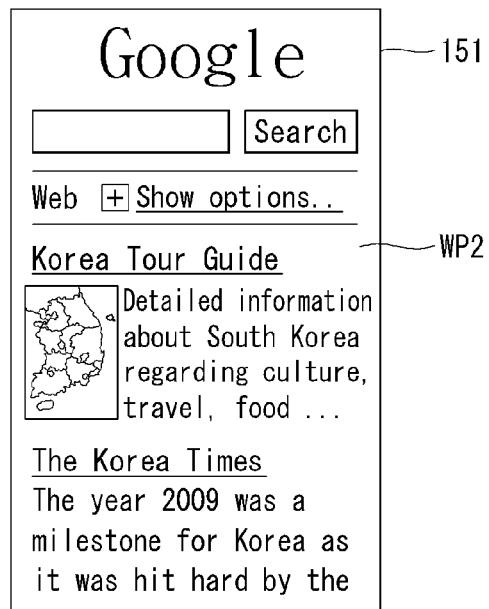 Google
151
Search
Web + Show options..
WP2
Korea Tour Guide
Detailed information
about South Korea
regarding culture,
travel, food ...
The Korea Times
The year 2009 was a
milestone for Korea as
it was hit hard by the